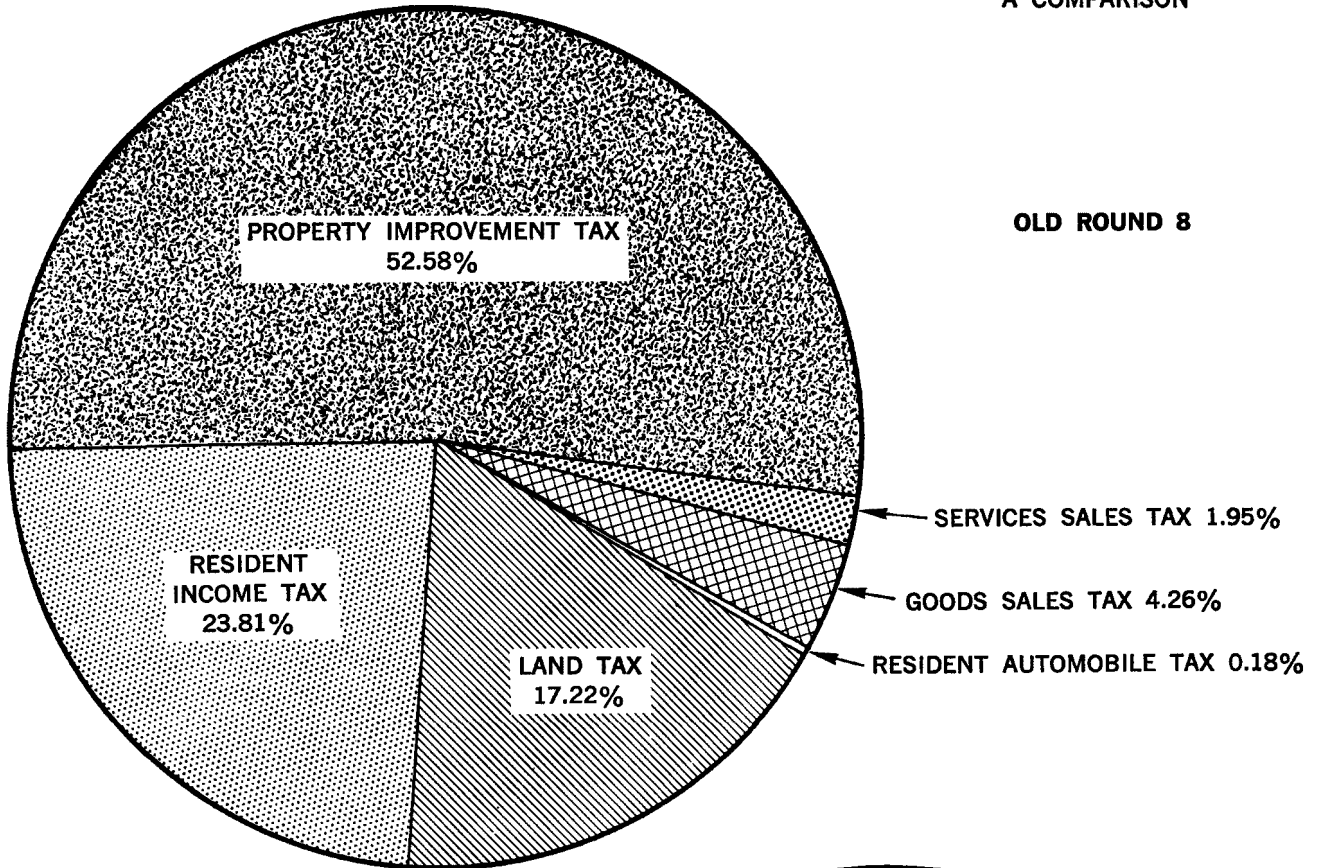 A COMPARISON
OLD ROUND 8
PROPERTY IMPROVEMENT TAX
52.58%
SERVICES SALES TAX 1.95%
GOODS SALES TAX 4.26%
RESIDENT AUTOMOBILE TAX 0.18%
RESIDENT
INCOME TAX
23.81%
LAND TAX
17.22%